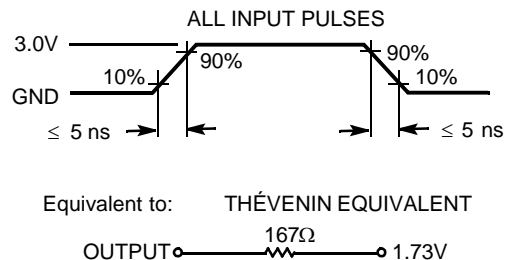 ALL INPUT PULSES
3.0V
90%
90%
10%
10%
GND
≤ 5 ns
≤ 5 ns
Equivalent to: THÉVENIN EQUIVALENT
167Ω
OUTPUT
1.73V